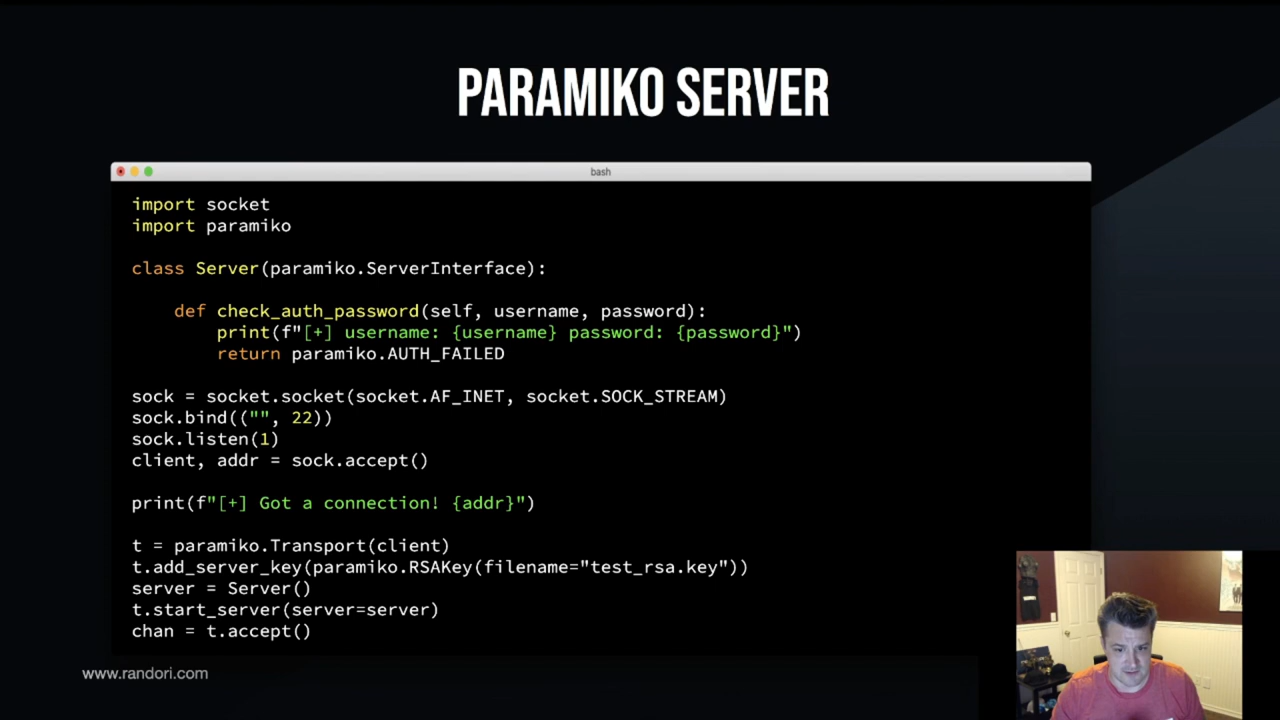 PARAMIKO SERVER
bash
import socket
import paramiko
class Server(paramiko.ServerInterface):
def check_auth_password(self, username, password):
print(f"[+] username: {username} password: {password}")
return paramiko.AUTH_FAILED
sock = socket.socket(socket.AF_INET, socket.SOCK_STREAM)
sock.bind(("", 22))
sock.listen(1)
client, addr = sock.accept()
print(f"[+] Got a connection! {addr}")
t = paramiko.Transport(client)
t.add_server_key(paramiko.RSAKey(filename="test_rsa.key"))
server = Server()
t.start_server(server=server)
chan = t.accept()
www.randori.com